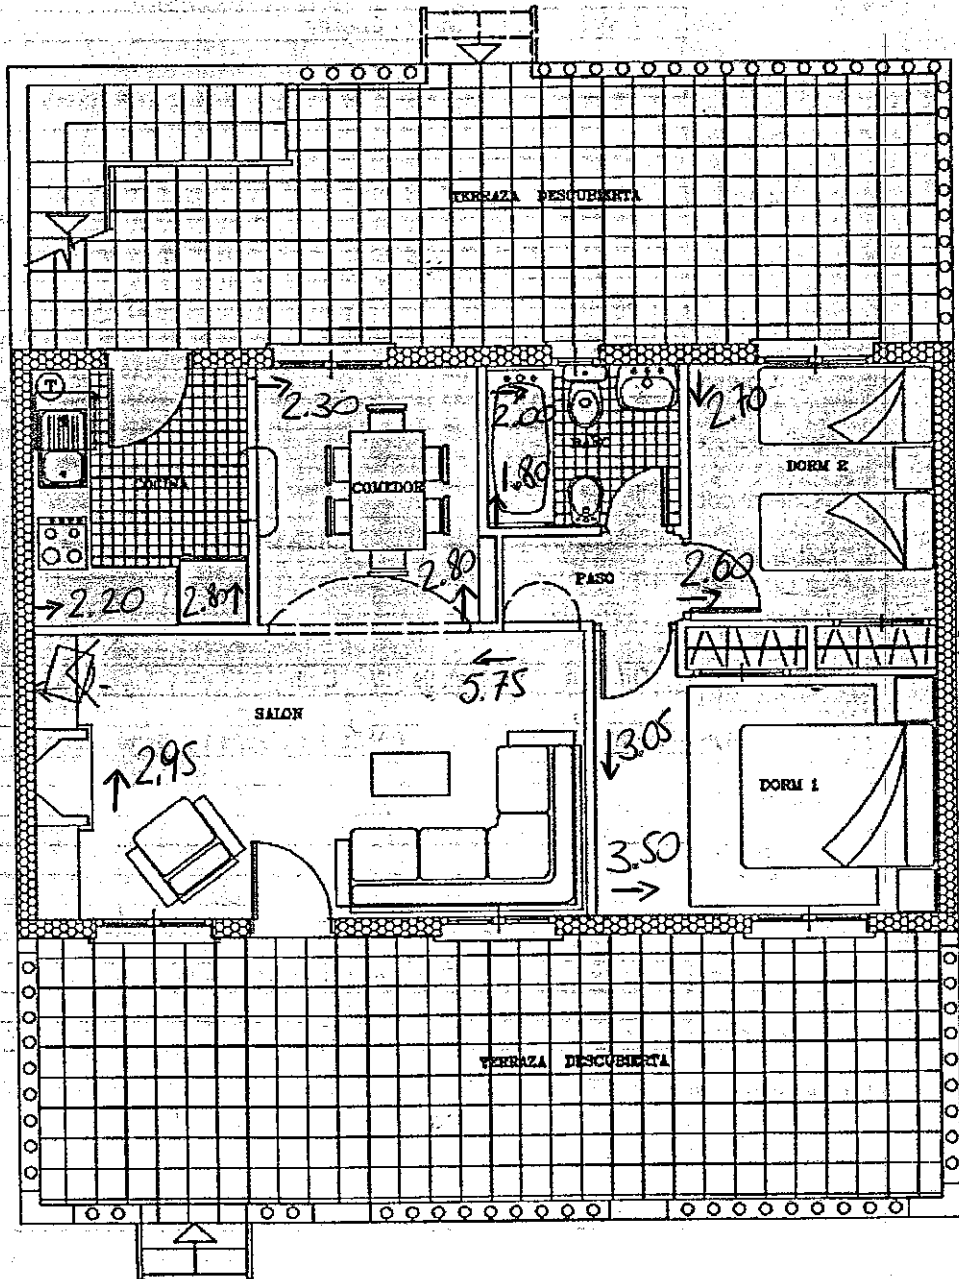 TERRAZA DESCUBIERTA
T
2.30
2.00
2.70
BAÑO
DORM 2
COCINA
COMEDOR
1.80
2.20
2.80
2.80
PASO
2.60
5.75
SALON
2.95
3.05
DORM 1
3.50
TERRAZA DESCUBIERTA